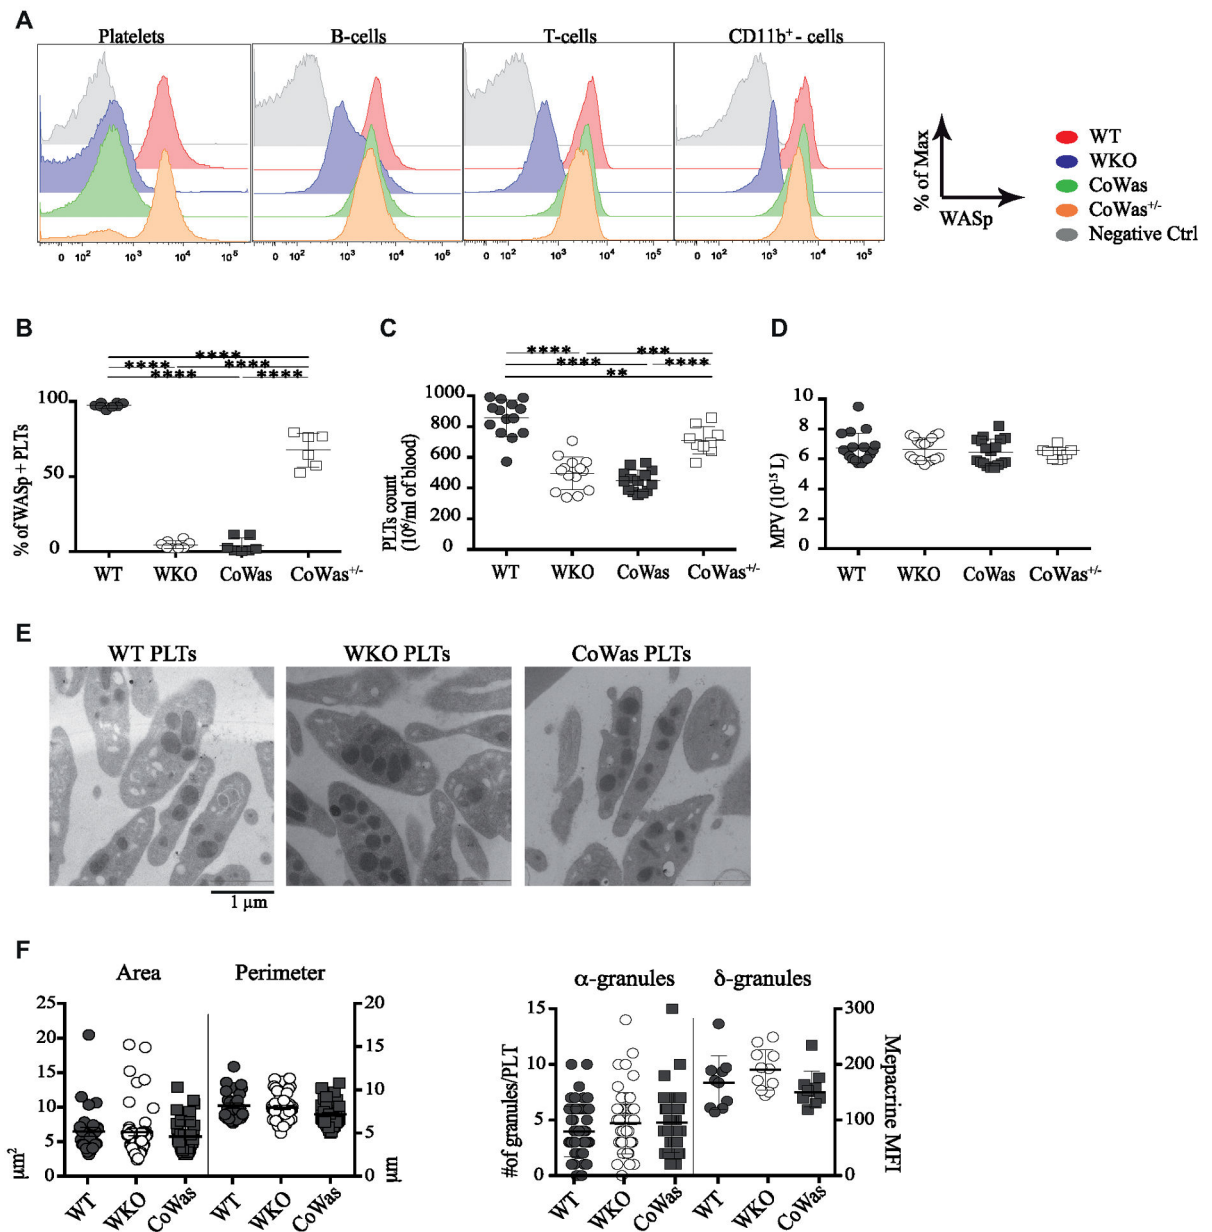 A
Platelets B-cells T-cells CD11b⁺ - cells
0 10² 10³ 10⁴ 10⁵ 0 10³ 10⁴ 10⁵ 0 10³ 10⁴ 10⁵ 0 10³ 10⁴ 10⁵
% of Max
WASp
WT
WKO
CoWas
CoWas⁺/⁻
Negative Ctrl
B
****
**** ****
**** ****
% of WASp + PLTs
100
50
0
WT WKO CoWas CoWas⁺/⁻
C
**** ***
**** ****
**
PLTs count
(10⁶/ml of blood)
1000
800
600
400
200
0
WT WKO CoWas CoWas⁺/⁻
D
MPV (10⁻¹⁵ L)
10
8
6
4
2
0
WT WKO CoWas CoWas⁺/⁻
E
WT PLTs WKO PLTs CoWas PLTs
1 µm
F
Area Perimeter
µm²
25
20
15
10
5
0
20
15
10
5
0
µm
WT WKO CoWas WT WKO CoWas
α-granules δ-granules
#of granules/PLT
15
10
5
0
300
200
100
0
Mepacrine MFI
WT WKO CoWas WT WKO CoWas